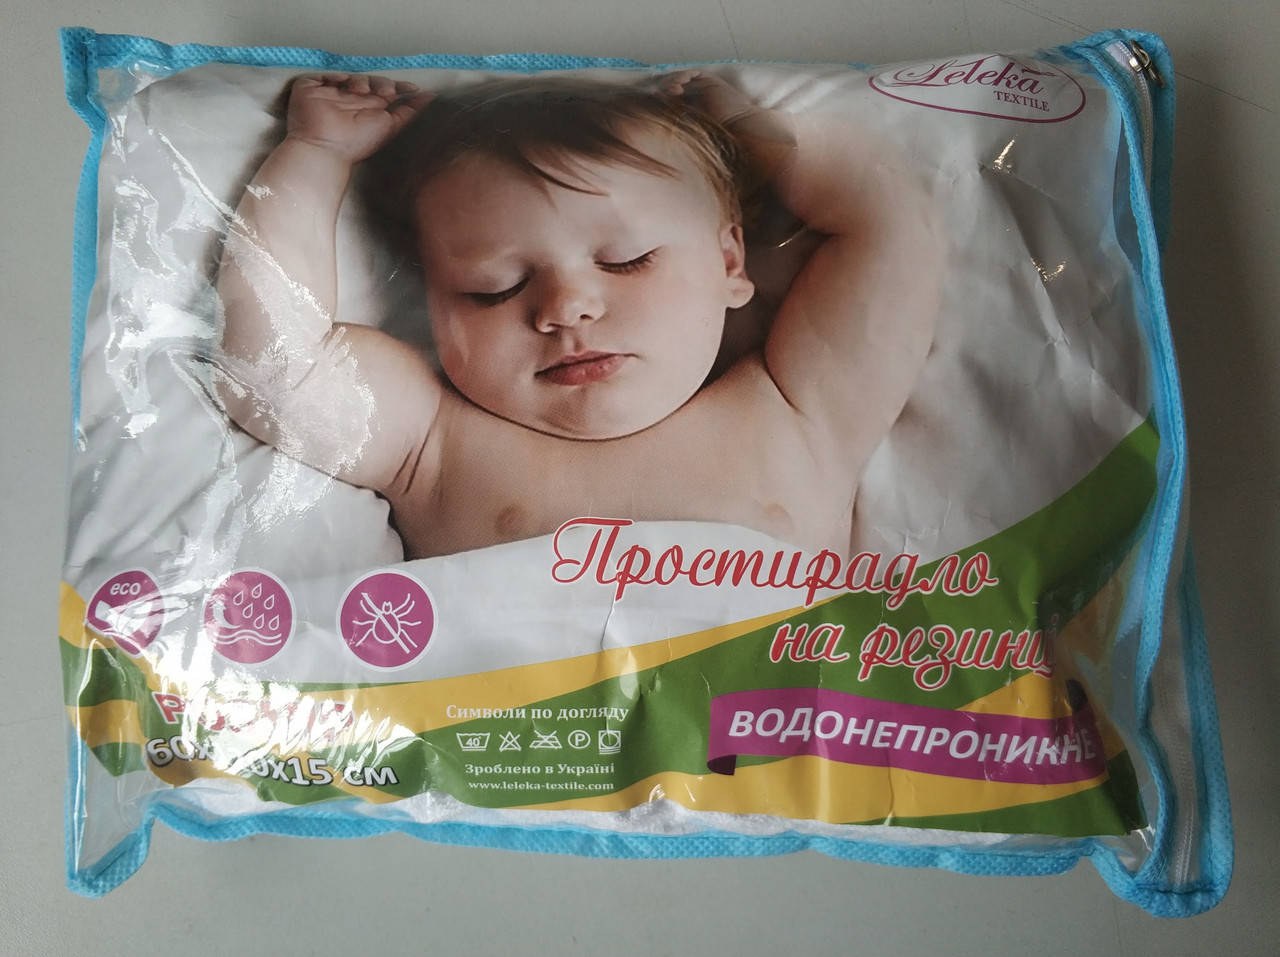 Leleka
TEXTILE
Простирадло
на резинці
ВОДОНЕПРОНИКНЕ
eco
Символи по догляду
40
P
Зроблено в Україні
www.leleka-textile.com